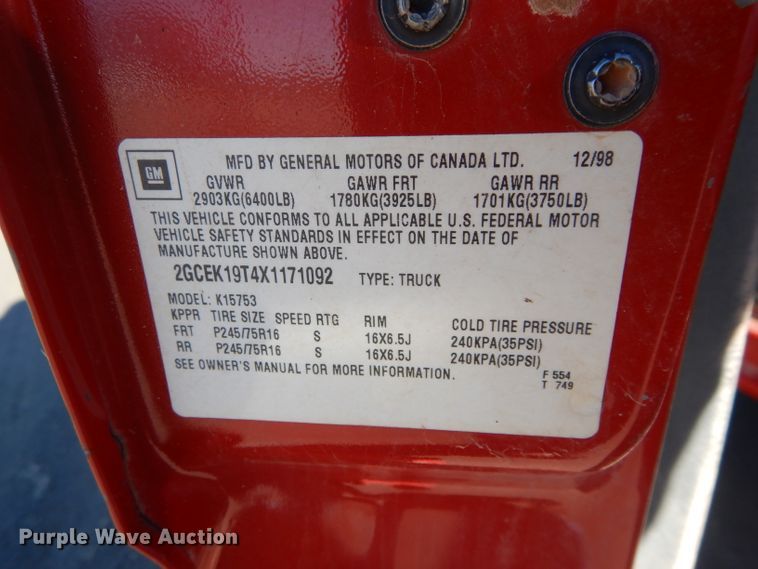 GM
MFD BY GENERAL MOTORS OF CANADA LTD. 12/98
GVWR GAWR FRT GAWR RR
2903KG(6400LB) 1780KG(3925LB) 1701KG(3750LB)
THIS VEHICLE CONFORMS TO ALL APPLICABLE U.S. FEDERAL MOTOR
VEHICLE SAFETY STANDARDS IN EFFECT ON THE DATE OF
MANUFACTURE SHOWN ABOVE.
2GCEK19T4X1171092 TYPE: TRUCK
MODEL: K15753
KPPR TIRE SIZE SPEED RTG RIM COLD TIRE PRESSURE
FRT P245/75R16 S 16X6.5J 240KPA(35PSI)
RR P245/75R16 S 16X6.5J 240KPA(35PSI)
SEE OWNER'S MANUAL FOR MORE INFORMATION.
F 554
T 749
Purple Wave Auction
purplewave.com